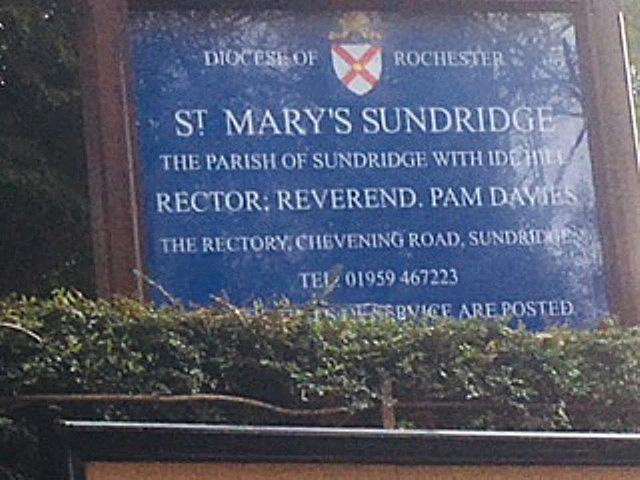 DIOCESE OF ROCHESTER
ST MARY'S SUNDRIDGE
THE PARISH OF SUNDRIDGE WITH IDE HILL
RECTOR: REVEREND. PAM DAVIES
THE RECTORY, CHEVENING ROAD, SUNDRIDGE
TEL: 01959 467223
OF SERVICE ARE POSTED